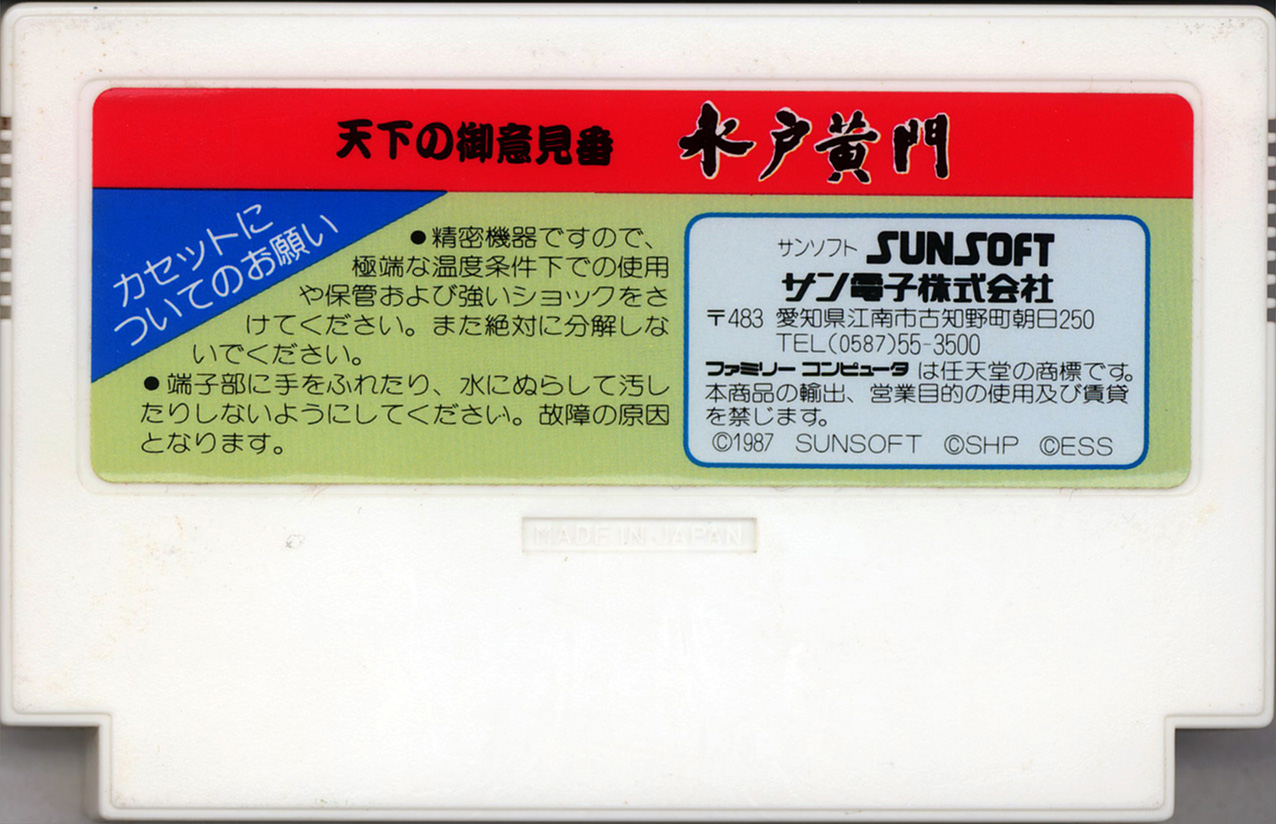 天下の御意見番 水戸黄門
カセットに
ついてのお願い
●精密機器ですので、
極端な温度条件下での使用
や保管および強いショックをさ
けてください。また絶対に分解しな
いでください。
●端子部に手をふれたり、水にぬらして汚し
たりしないようにしてください。故障の原因
となります。
サンソフト SUNSOFT
サン電子株式会社
〒483 愛知県江南市古知野町朝日250
TEL(0587)55-3500
ファミリーコンピュータ は任天堂の商標です。
本商品の輸出、営業目的の使用及び賃貸
を禁じます。
©1987 SUNSOFT ©SHP ©ESS
MADE IN JAPAN